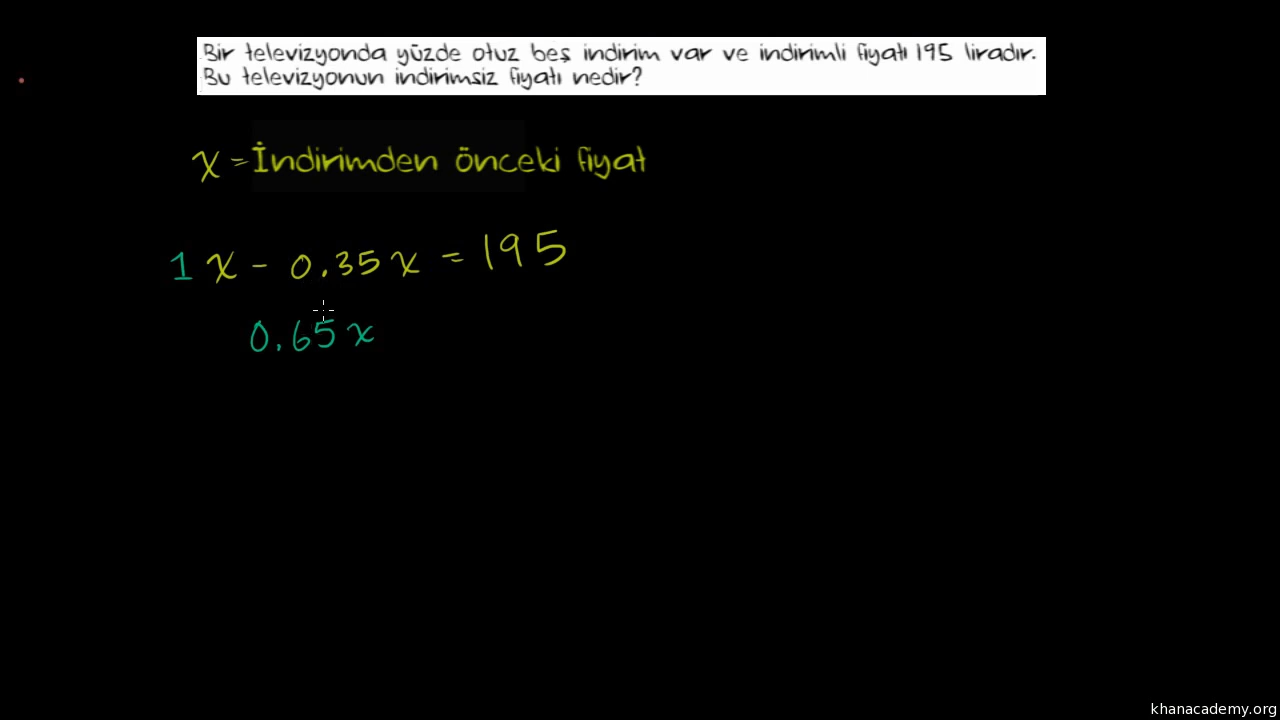 Bir televizyonda yüzde otuz beş indirim var ve indirimli fiyatı 195 liradır.
Bu televizyonun indirimsiz fiyatı nedir?
x = İndirimden önceki fiyat
1x - 0.35x = 195
0.65x
khanacademy.org